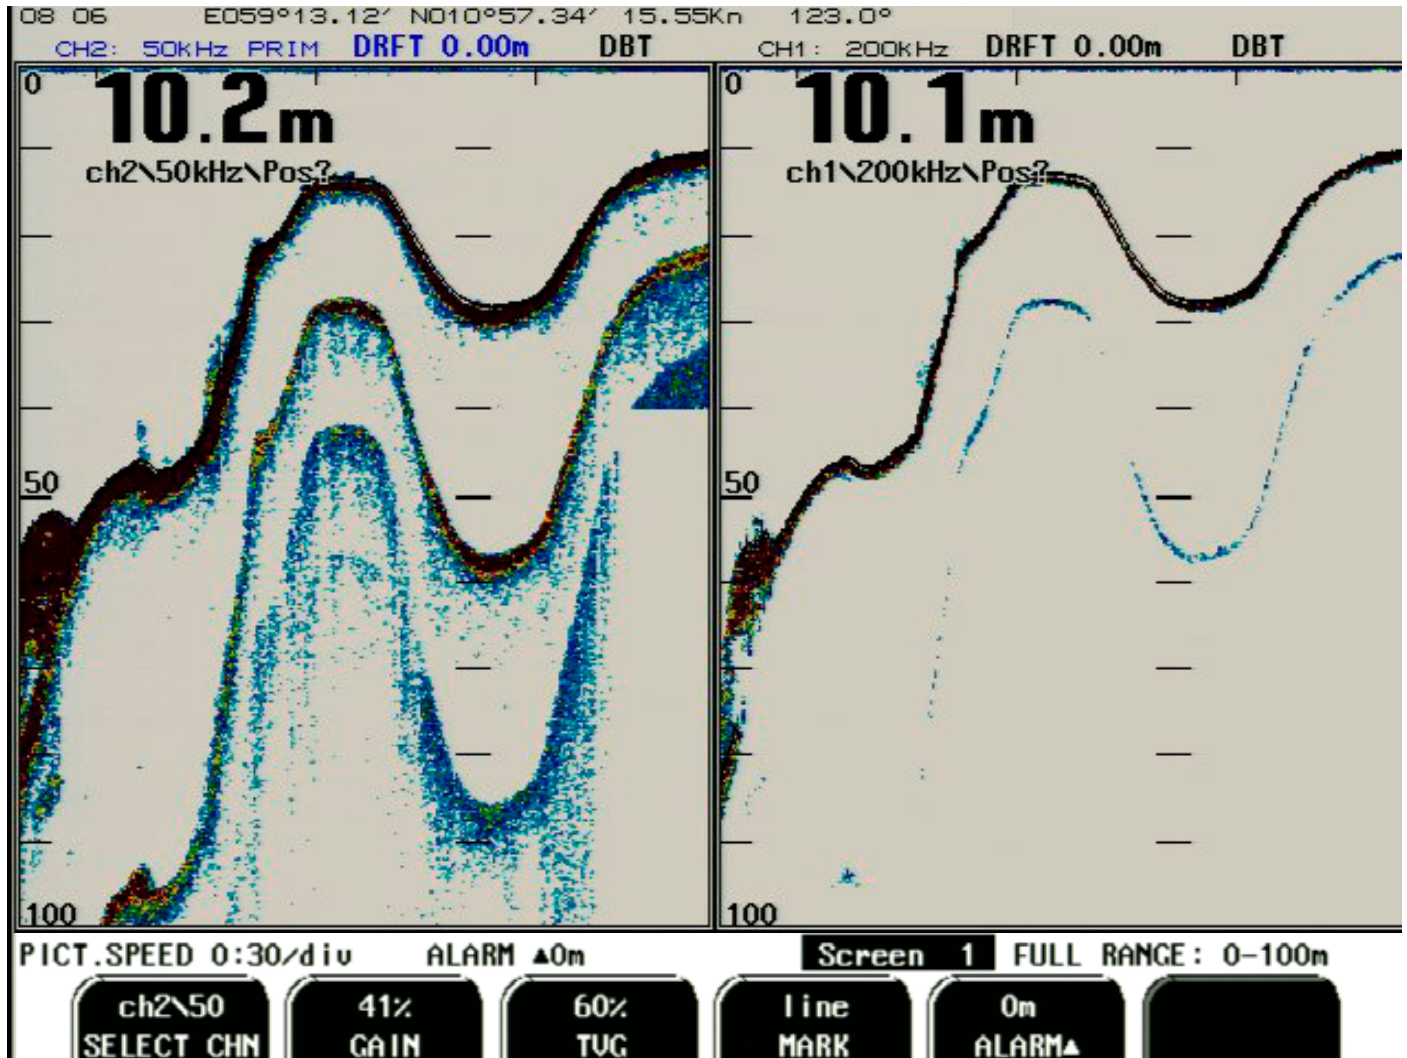 08 06 E059°13.12′ N010°57.34′ 15.55Kn 123.0°
CH2: 50KHz PRIM DRFT 0.00m DBT CH1: 200KHz DRFT 0.00m DBT
0 10.2m
ch2\50kHz\Pos?
50
100
0 10.1m
ch1\200kHz\Pos?
50
100
PICT.SPEED 0:30/div ALARM ▲0m Screen 1 FULL RANGE: 0-100m
ch2\50 41% 60% line 0m
SELECT CHN GAIN TVG MARK ALARM▲